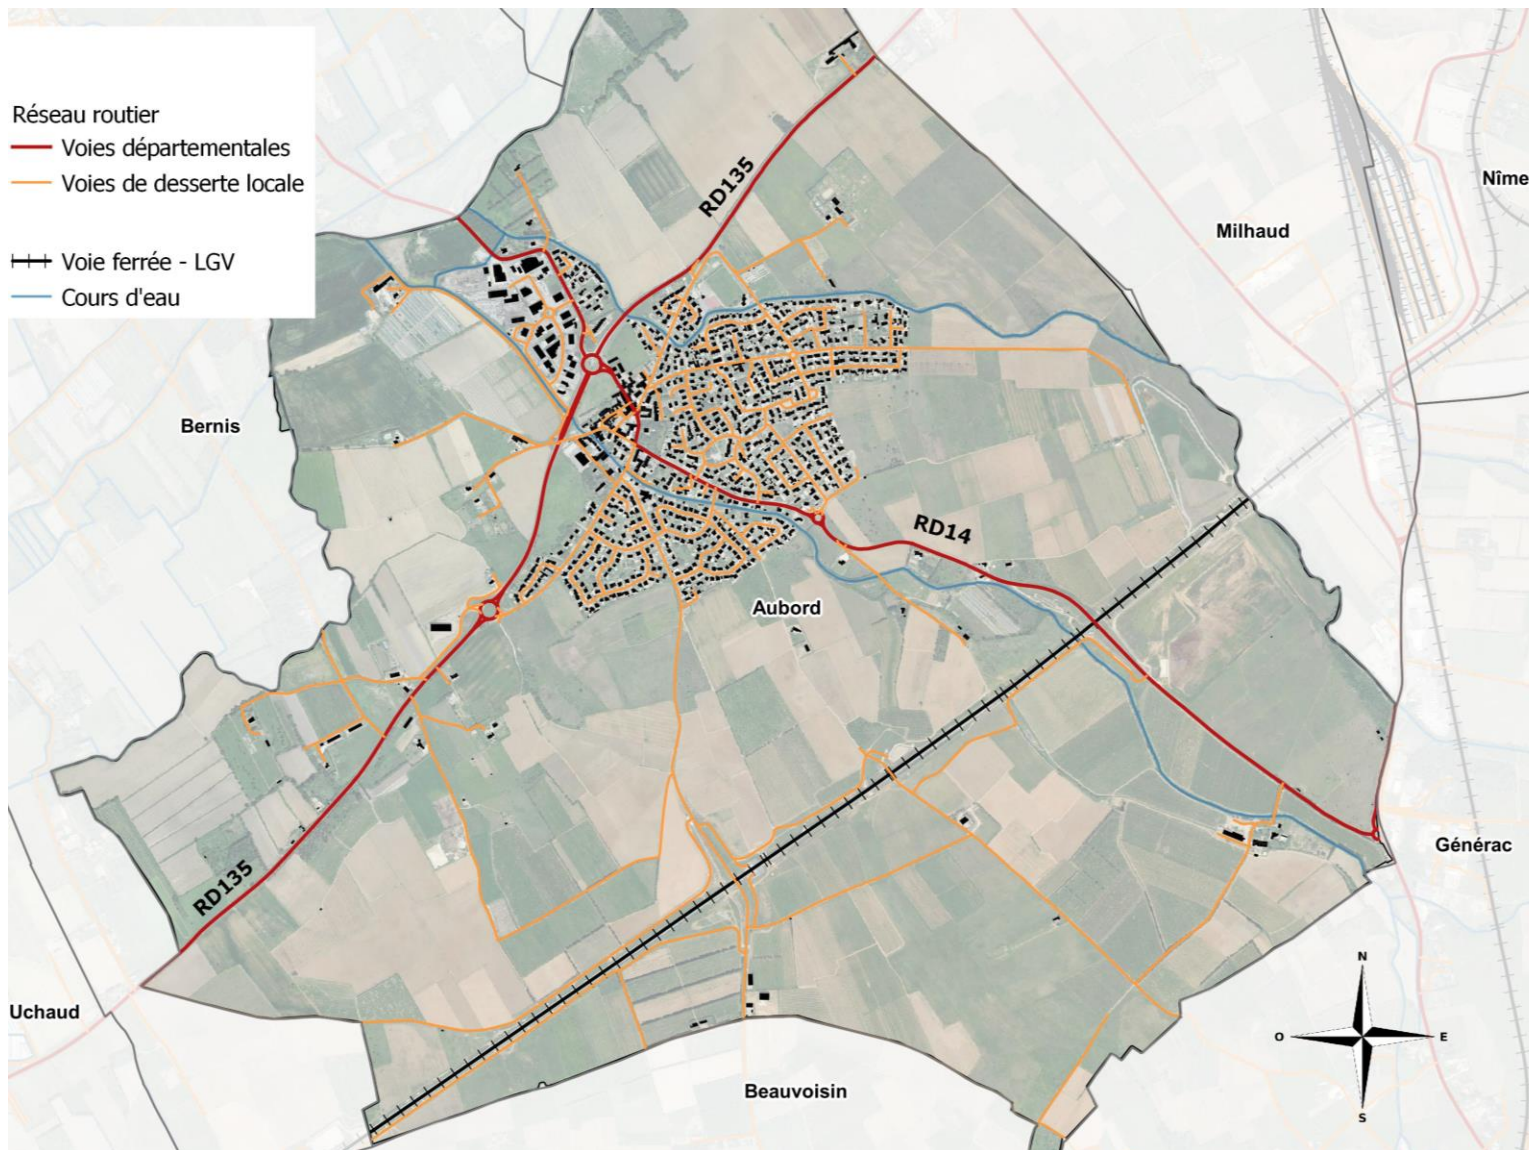 Réseau routier
Voies départementales
Voies de desserte locale
Voie ferrée - LGV
Cours d'eau
RD135
Nîme
Milhaud
Bernis
RD14
Aubord
Générac
RD135
Uchaud
Beauvoisin
N
O
E
S